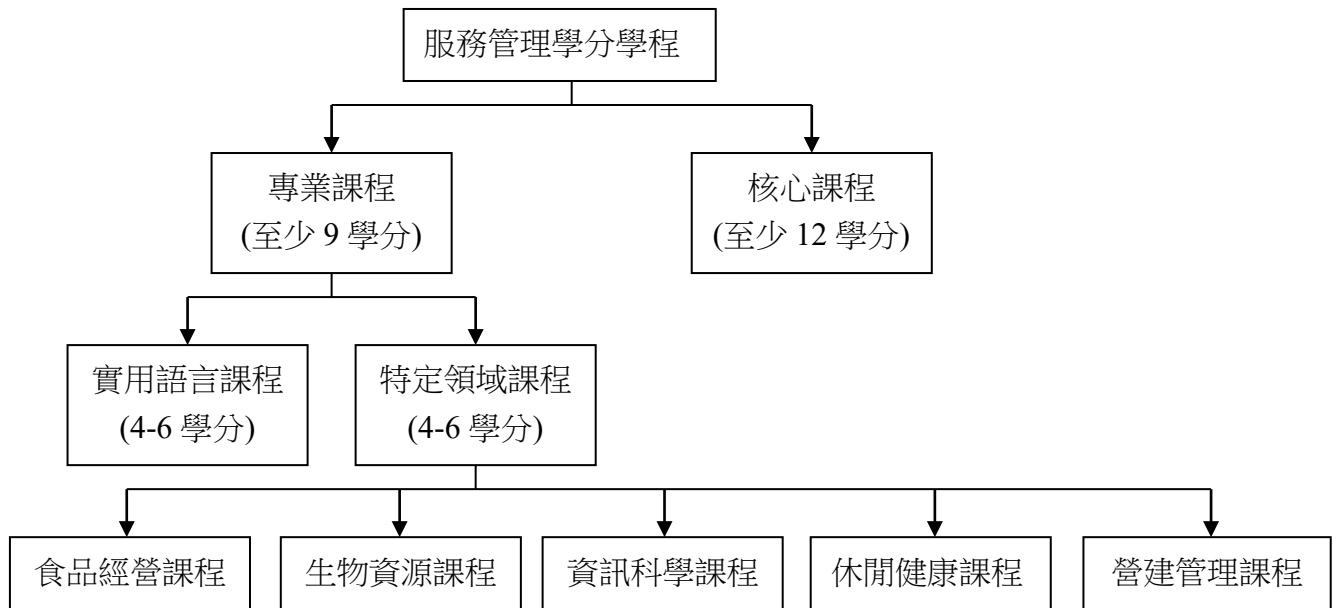 服務管理學分學程
專業課程
(至少 9 學分)
核心課程
(至少 12 學分)
實用語言課程
(4-6 學分)
特定領域課程
(4-6 學分)
食品經營課程
生物資源課程
資訊科學課程
休閒健康課程
營建管理課程